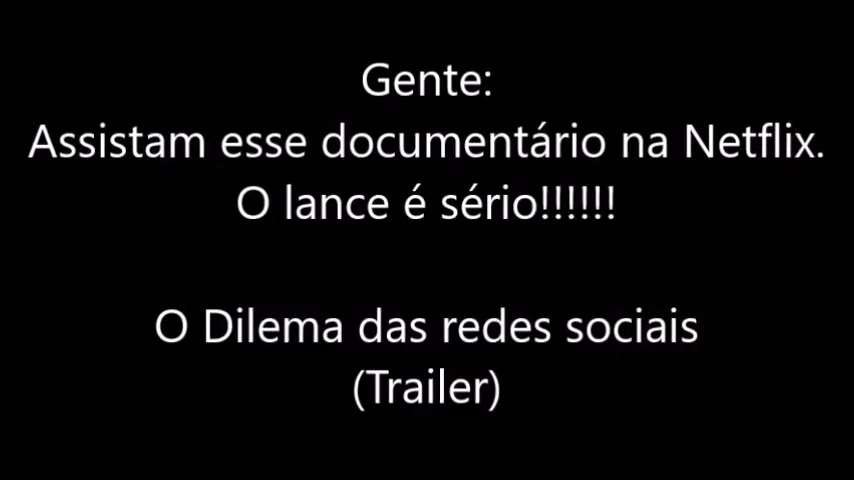 Gente:
Assistam esse documentário na Netflix.
O lance é sério!!!!!!
O Dilema das redes sociais
(Trailer)